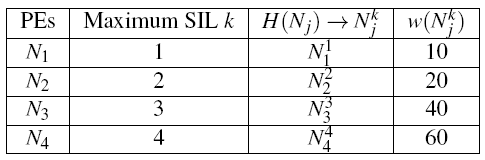 PEs Maximum SIL k H(N_j) → N_j^k w(N_j^k)
N_1 1 N_1^1 10
N_2 2 N_2^2 20
N_3 3 N_3^3 40
N_4 4 N_4^4 60